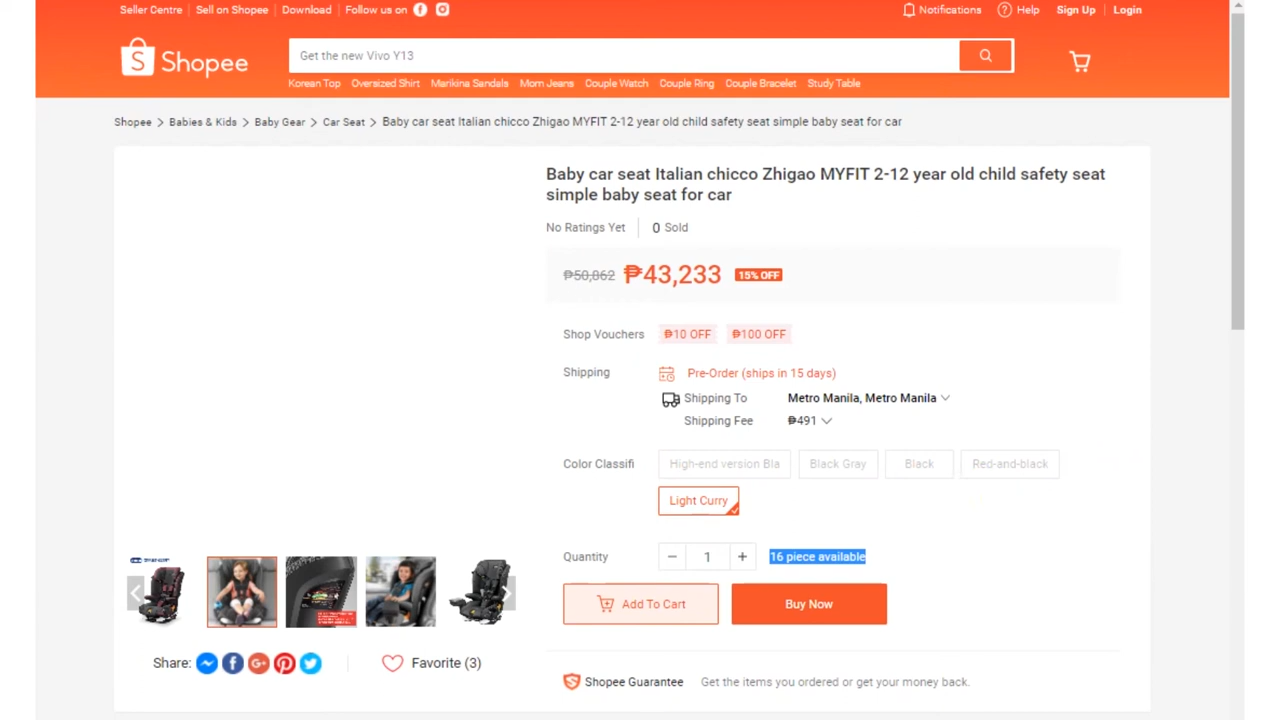 Seller Centre | Sell on Shopee | Download | Follow us on
Notifications Help Sign Up | Login
Shopee
Get the new Vivo Y13
Korean Top Oversized Shirt Marikina Sandals Mom Jeans Couple Watch Couple Ring Couple Bracelet Study Table
Shopee > Babies & Kids > Baby Gear > Car Seat > Baby car seat Italian chicco Zhigao MYFIT 2-12 year old child safety seat simple baby seat for car
Baby car seat Italian chicco Zhigao MYFIT 2-12 year old child safety seat
simple baby seat for car
No Ratings Yet 0 Sold
₱50,862 ₱43,233 15% OFF
Shop Vouchers ₱10 OFF ₱100 OFF
Shipping Pre-Order (ships in 15 days)
Shipping To Metro Manila, Metro Manila
Shipping Fee ₱491
Color Classifi High-end version Bla Black Gray Black Red-and-black
Light Curry
Quantity − 1 + 16 piece available
Add To Cart Buy Now
Share: Favorite (3)
Shopee Guarantee Get the items you ordered or get your money back.